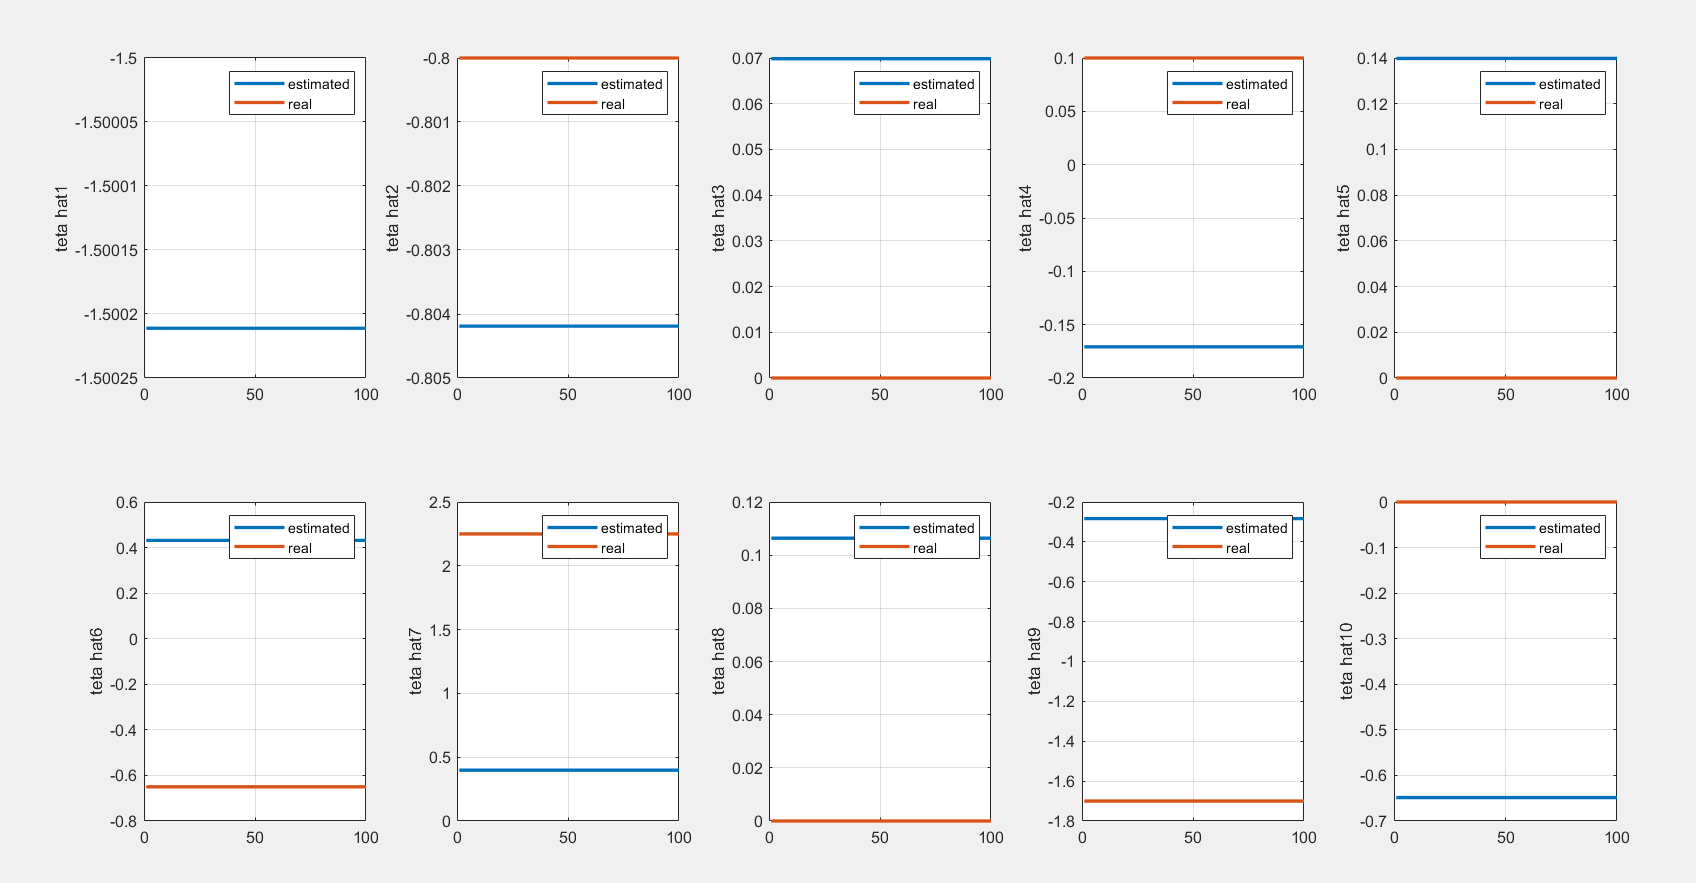 teta hat1
-1.5
-1.50005
-1.5001
-1.50015
-1.5002
-1.50025
0 50 100
estimated
real
teta hat2
-0.8
-0.801
-0.802
-0.803
-0.804
-0.805
0 50 100
estimated
real
teta hat3
0.07
0.06
0.05
0.04
0.03
0.02
0.01
0
0 50 100
estimated
real
teta hat4
0.1
0.05
0
-0.05
-0.1
-0.15
-0.2
0 50 100
estimated
real
teta hat5
0.14
0.12
0.1
0.08
0.06
0.04
0.02
0
0 50 100
estimated
real
teta hat6
0.6
0.4
0.2
0
-0.2
-0.4
-0.6
-0.8
0 50 100
estimated
real
teta hat7
2.5
2
1.5
1
0.5
0
0 50 100
estimated
real
teta hat8
0.12
0.1
0.08
0.06
0.04
0.02
0
0 50 100
estimated
real
teta hat9
-0.2
-0.4
-0.6
-0.8
-1
-1.2
-1.4
-1.6
-1.8
0 50 100
estimated
real
teta hat10
0
-0.1
-0.2
-0.3
-0.4
-0.5
-0.6
-0.7
0 50 100
estimated
real